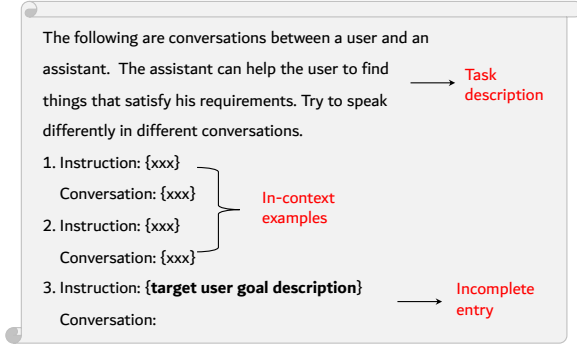 The following are conversations between a user and an
assistant. The assistant can help the user to find
things that satisfy his requirements. Try to speak
differently in different conversations.
Task
description
1. Instruction: {xxx}
Conversation: {xxx}
2. Instruction: {xxx}
Conversation: {xxx}
In-context
examples
3. Instruction: {target user goal description}
Conversation:
Incomplete
entry